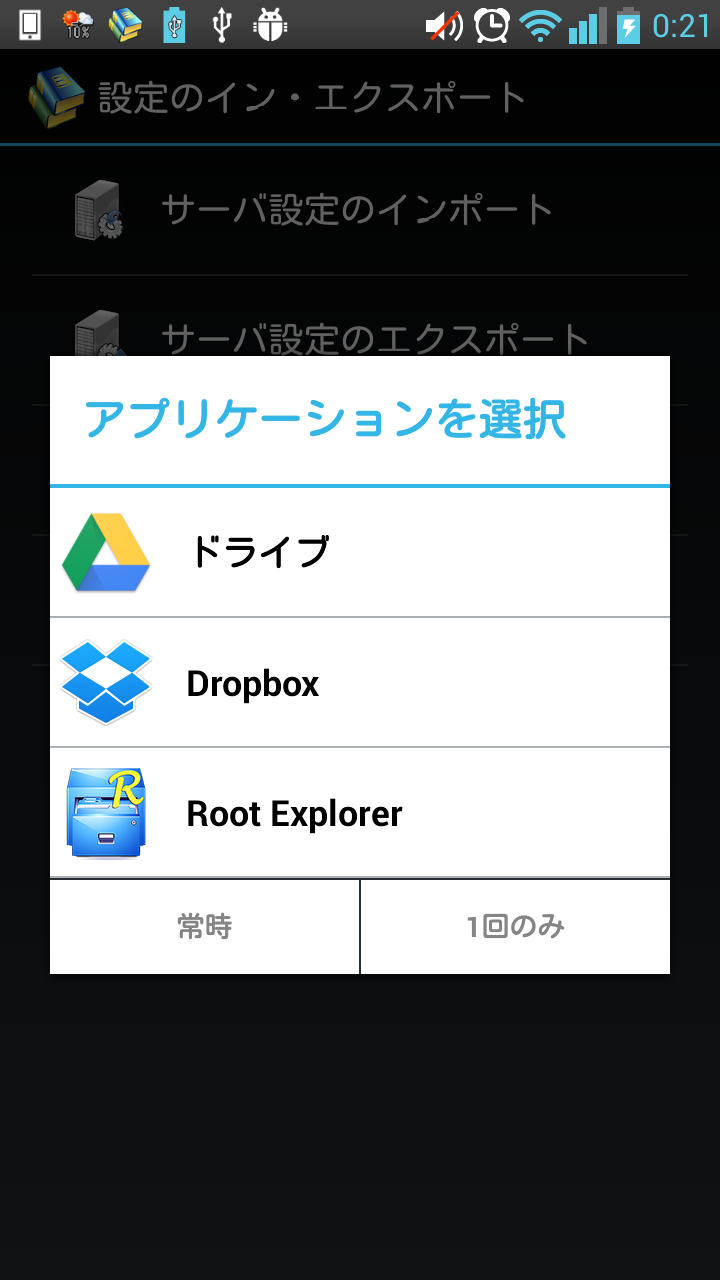 10%
0:21
設定のイン・エクスポート
サーバ設定のインポート
サーバ設定のエクスポート
アプリケーションを選択
ドライブ
Dropbox
R
Root Explorer
常時
1回のみ